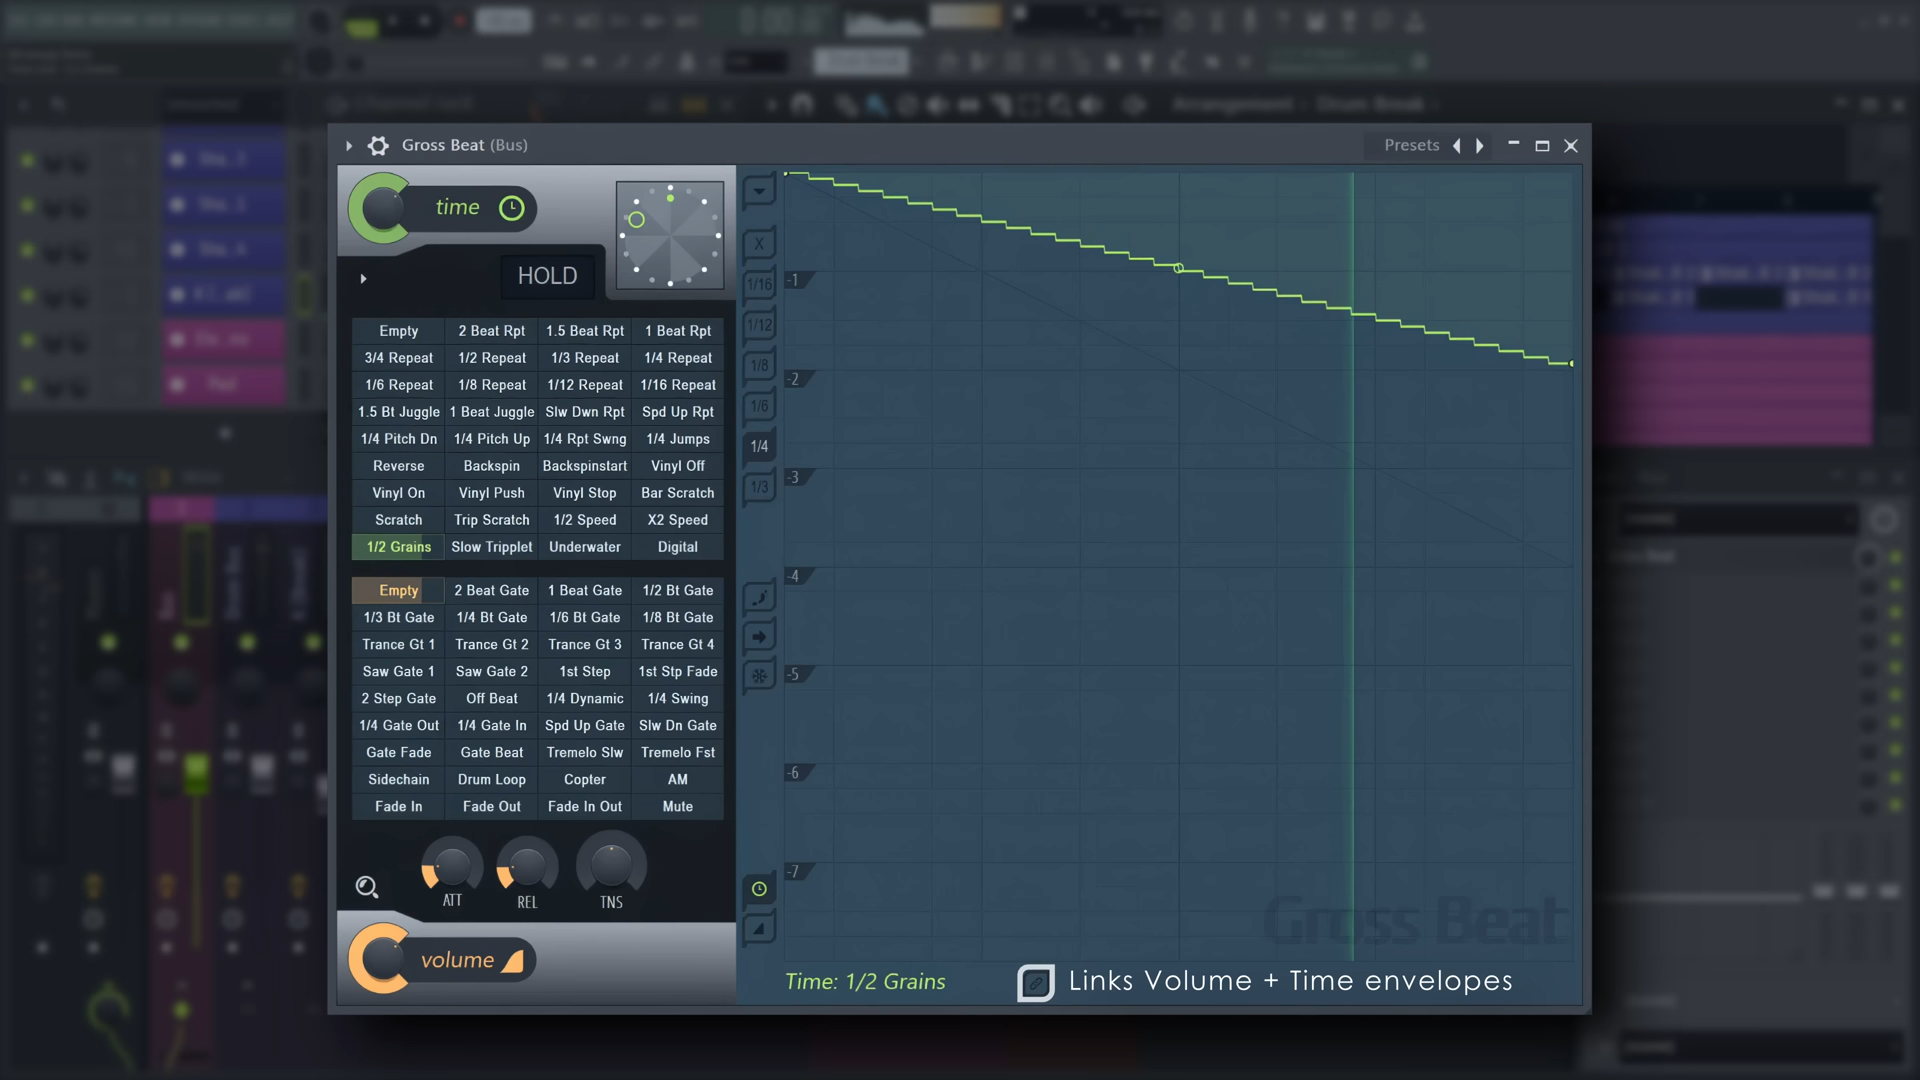 Gross Beat (Bus)
Presets
time
HOLD
Empty 2 Beat Rpt 1.5 Beat Rpt 1 Beat Rpt
3/4 Repeat 1/2 Repeat 1/3 Repeat 1/4 Repeat
1/6 Repeat 1/8 Repeat 1/12 Repeat 1/16 Repeat
1.5 Bt Juggle 1 Beat Juggle Slw Dwn Rpt Spd Up Rpt
1/4 Pitch Dn 1/4 Pitch Up 1/4 Rpt Swng 1/4 Jumps
Reverse Backspin Backspinstart Vinyl Off
Vinyl On Vinyl Push Vinyl Stop Bar Scratch
Scratch Trip Scratch 1/2 Speed X2 Speed
1/2 Grains Slow Tripplet Underwater Digital
Empty 2 Beat Gate 1 Beat Gate 1/2 Bt Gate
1/3 Bt Gate 1/4 Bt Gate 1/6 Bt Gate 1/8 Bt Gate
Trance Gt 1 Trance Gt 2 Trance Gt 3 Trance Gt 4
Saw Gate 1 Saw Gate 2 1st Step 1st Stp Fade
2 Step Gate Off Beat 1/4 Dynamic 1/4 Swing
1/4 Gate Out 1/4 Gate In Spd Up Gate Slw Dn Gate
Gate Fade Gate Beat Tremelo Slw Tremelo Fst
Sidechain Drum Loop Copter AM
Fade In Fade Out Fade In Out Mute
ATT REL TNS
volume
X
1/16
1/12
1/8
1/6
1/4
1/3
-1
-2
-3
-4
-5
-6
-7
Gross Beat
Time: 1/2 Grains
Links Volume + Time envelopes
Arrangement
Drum Break